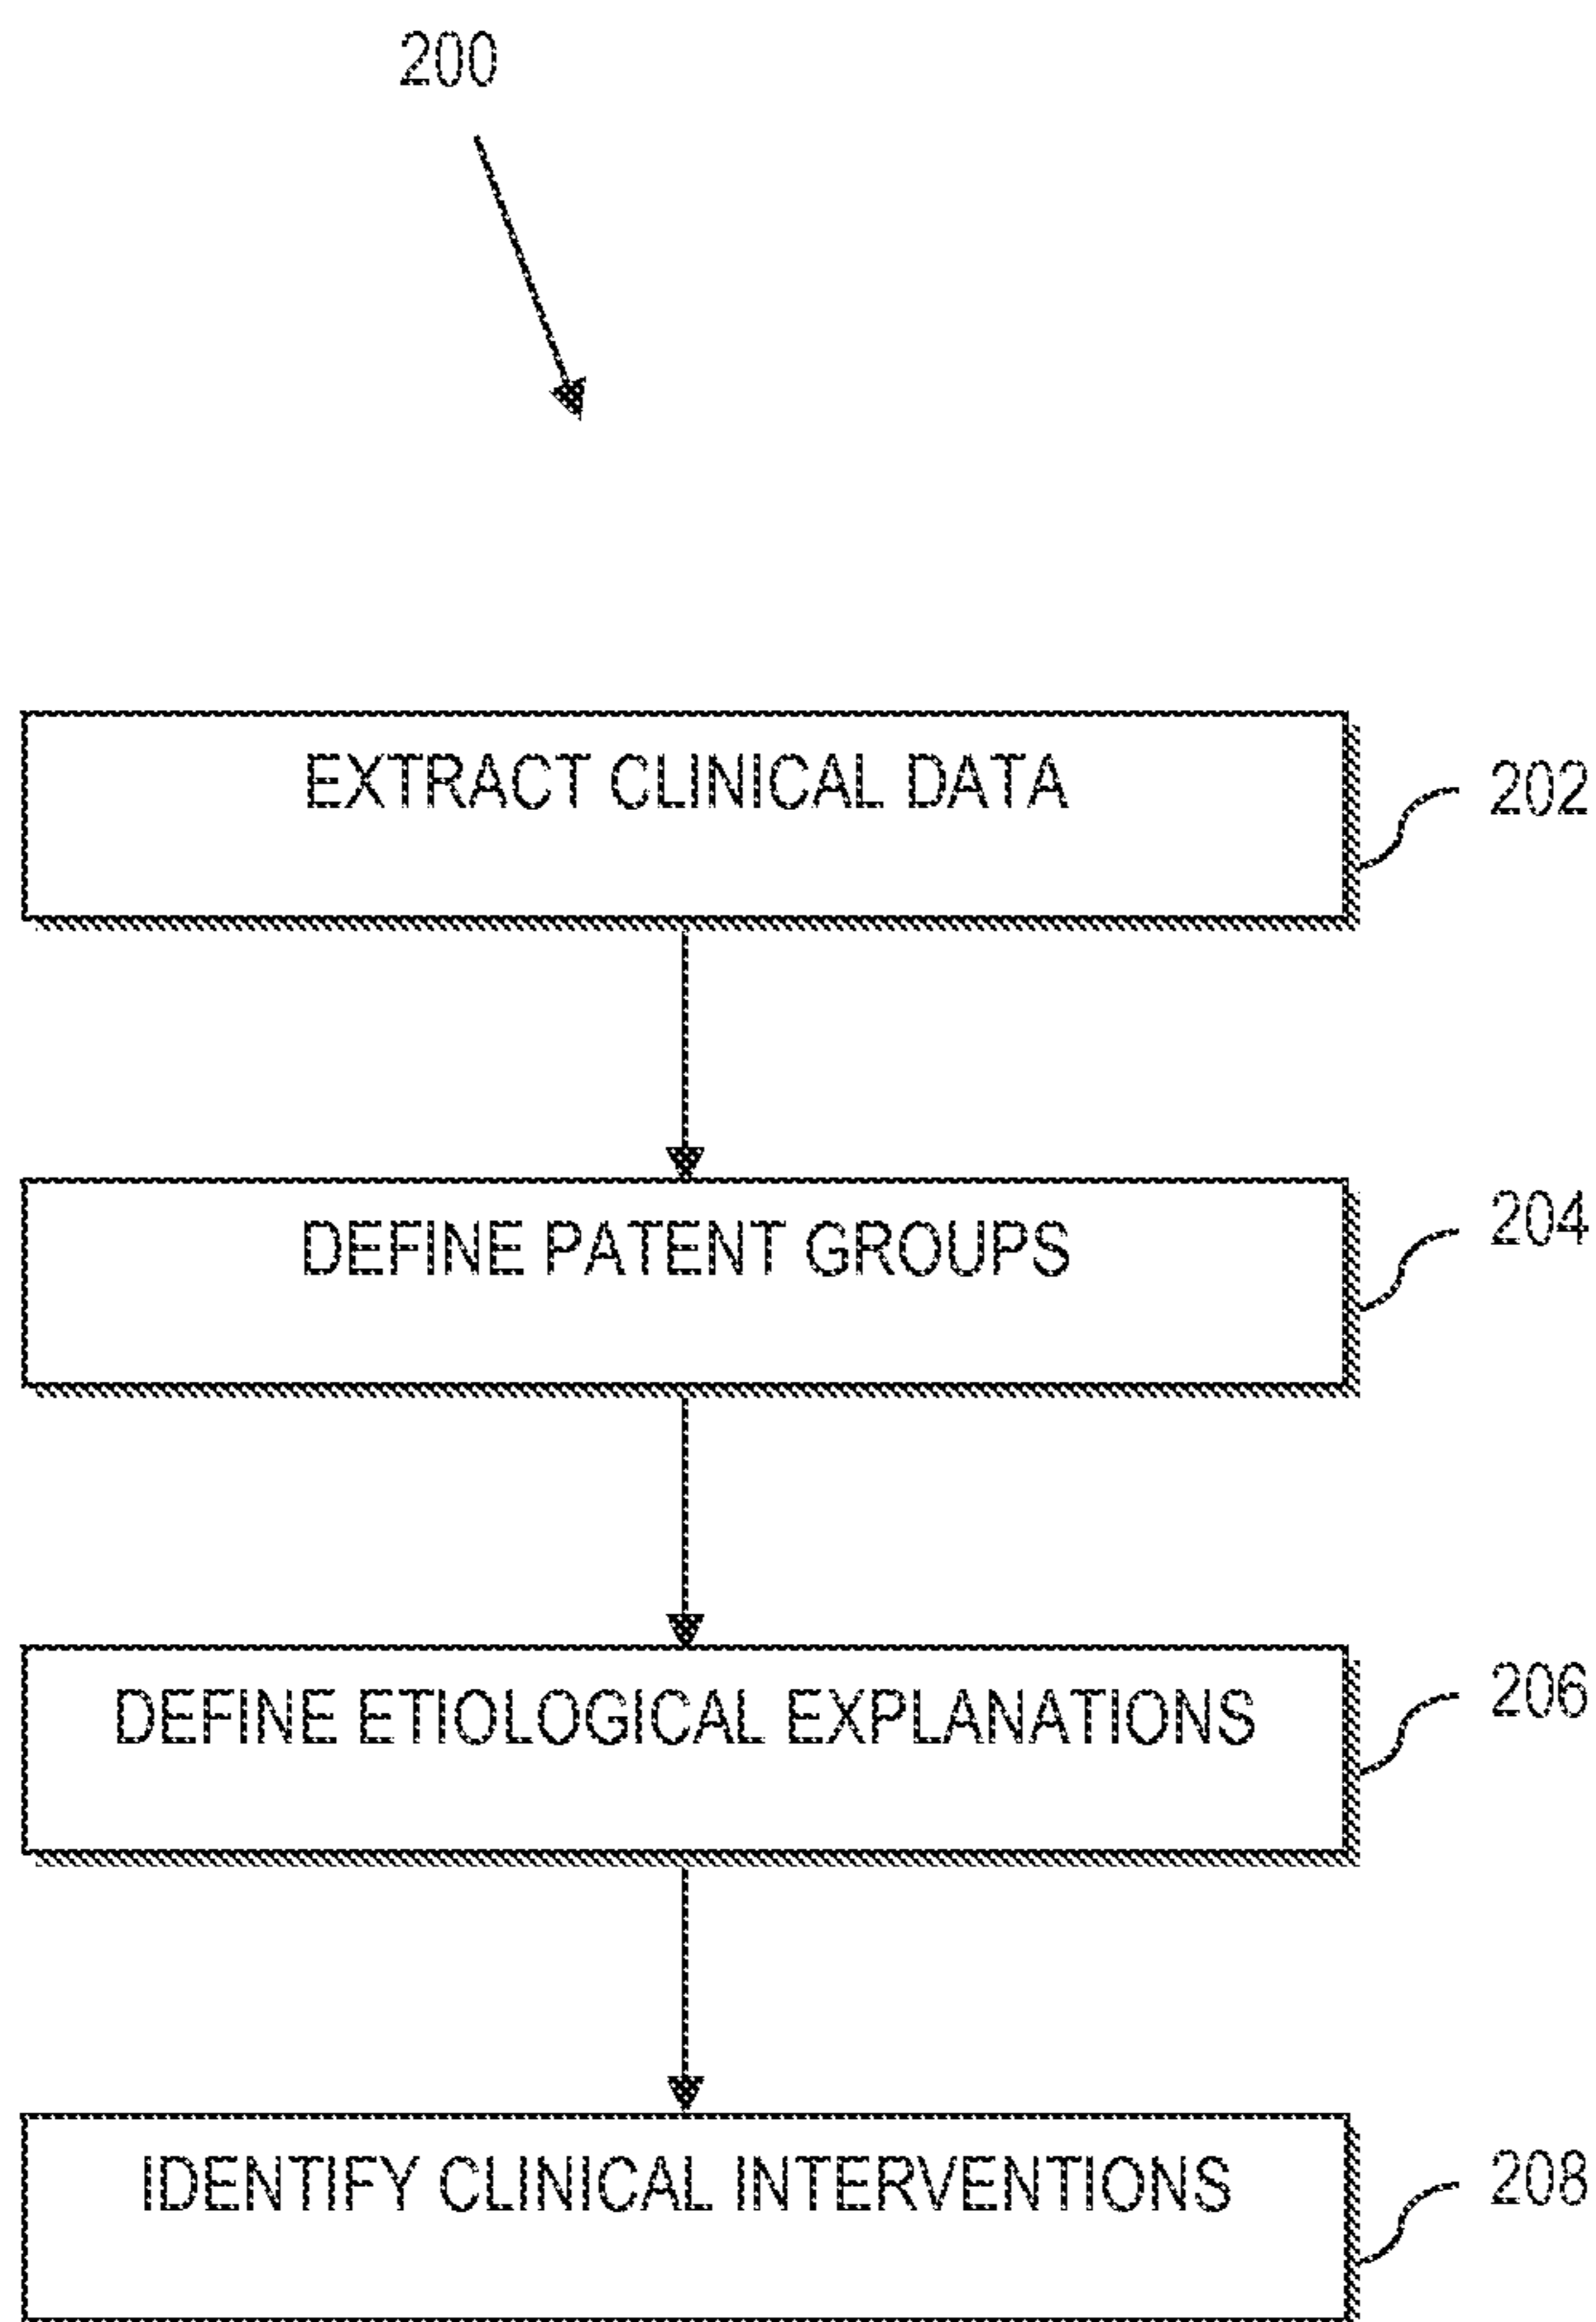 200
EXTRACT CLINICAL DATA
202
DEFINE PATENT GROUPS
204
DEFINE ETIOLOGICAL EXPLANATIONS
206
IDENTIFY CLINICAL INTERVENTIONS
208